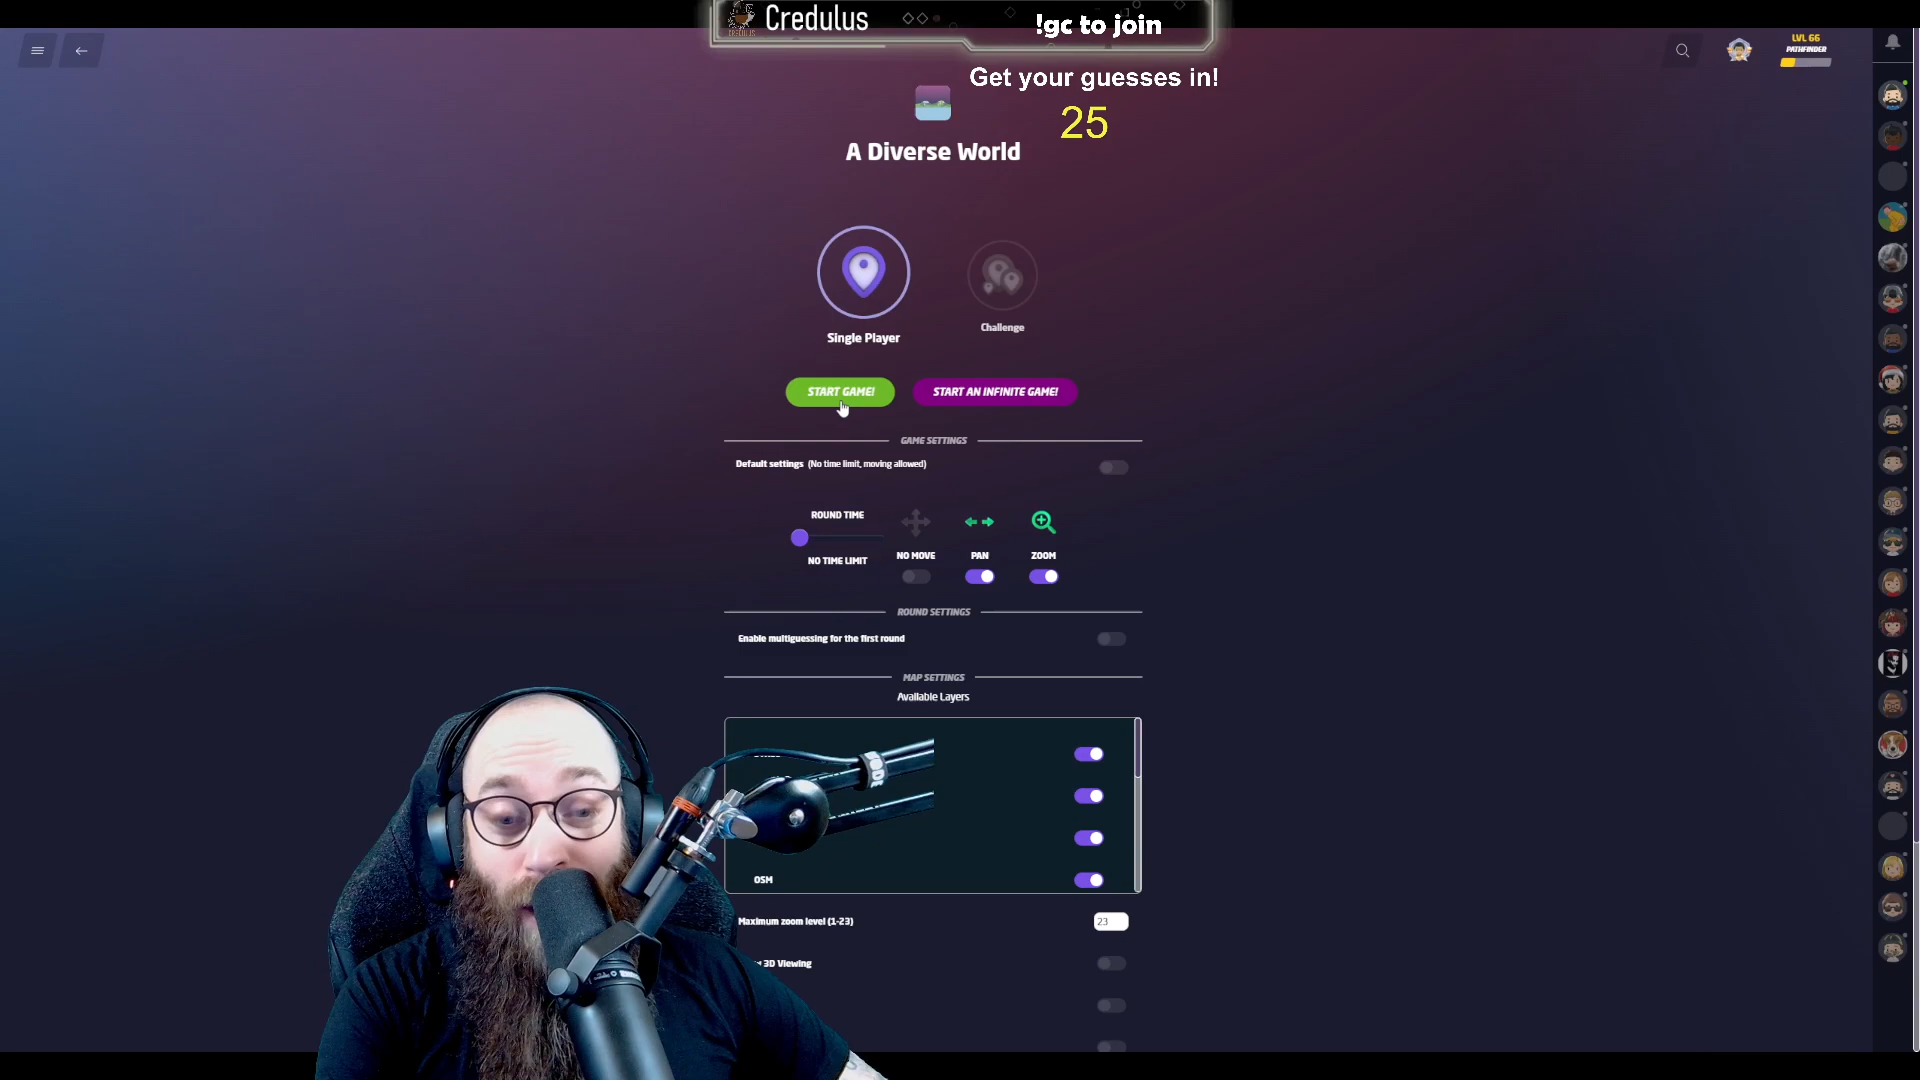 Credulus
!gc to join
Get your guesses in!
25
LVL 66
PATHFINDER
A Diverse World
Single Player
Challenge
START GAME!
START AN INFINITE GAME!
GAME SETTINGS
Default settings (No time limit, moving allowed)
ROUND TIME
NO TIME LIMIT
NO MOVE
PAN
ZOOM
ROUND SETTINGS
Enable multiguessing for the first round
MAP SETTINGS
Available Layers
RODE
OSM
Maximum zoom level (1-23)
23
3D Viewing